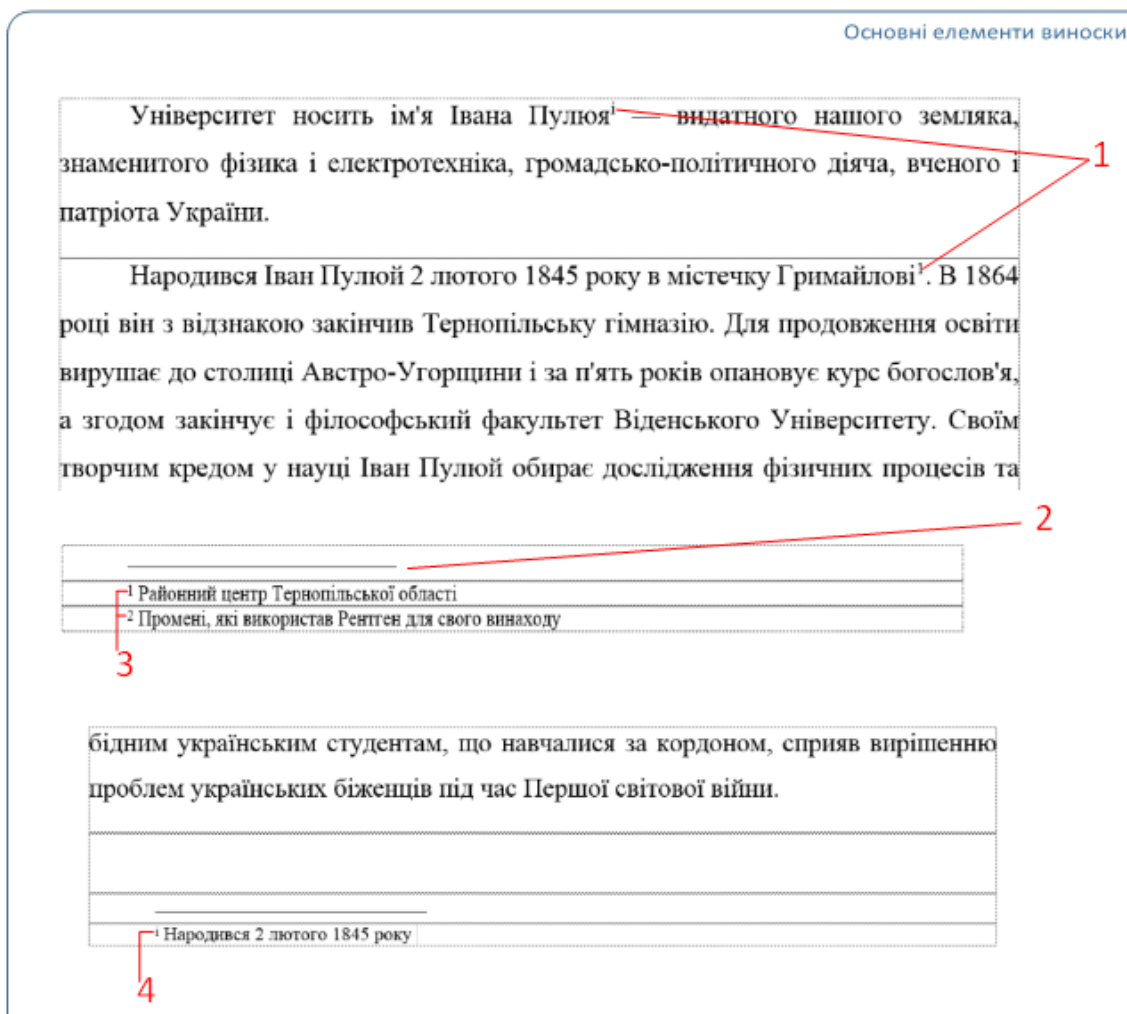 Основні елементи виноски
Університет носить ім'я Івана Пулюяⁱ — видатного нашого земляка,
1
знаменитого фізика і електротехніка, громадсько-політичного діяча, вченого і
патріота України.
Народився Іван Пулюй 2 лютого 1845 року в містечку Гримайлові¹. В 1864
році він з відзнакою закінчив Тернопільську гімназію. Для продовження освіти
вирушає до столиці Австро-Угорщини і за п'ять років опановує курс богослов'я,
а згодом закінчує і філософський факультет Віденського Університету. Своїм
творчим кредом у науці Іван Пулюй обирає дослідження фізичних процесів та
2
¹ Районний центр Тернопільської області
² Промені, які використав Рентген для свого винаходу
3
бідним українським студентам, що навчалися за кордоном, сприяв вирішенню
проблем українських біженців під час Першої світової війни.
ⁱ Народився 2 лютого 1845 року
4